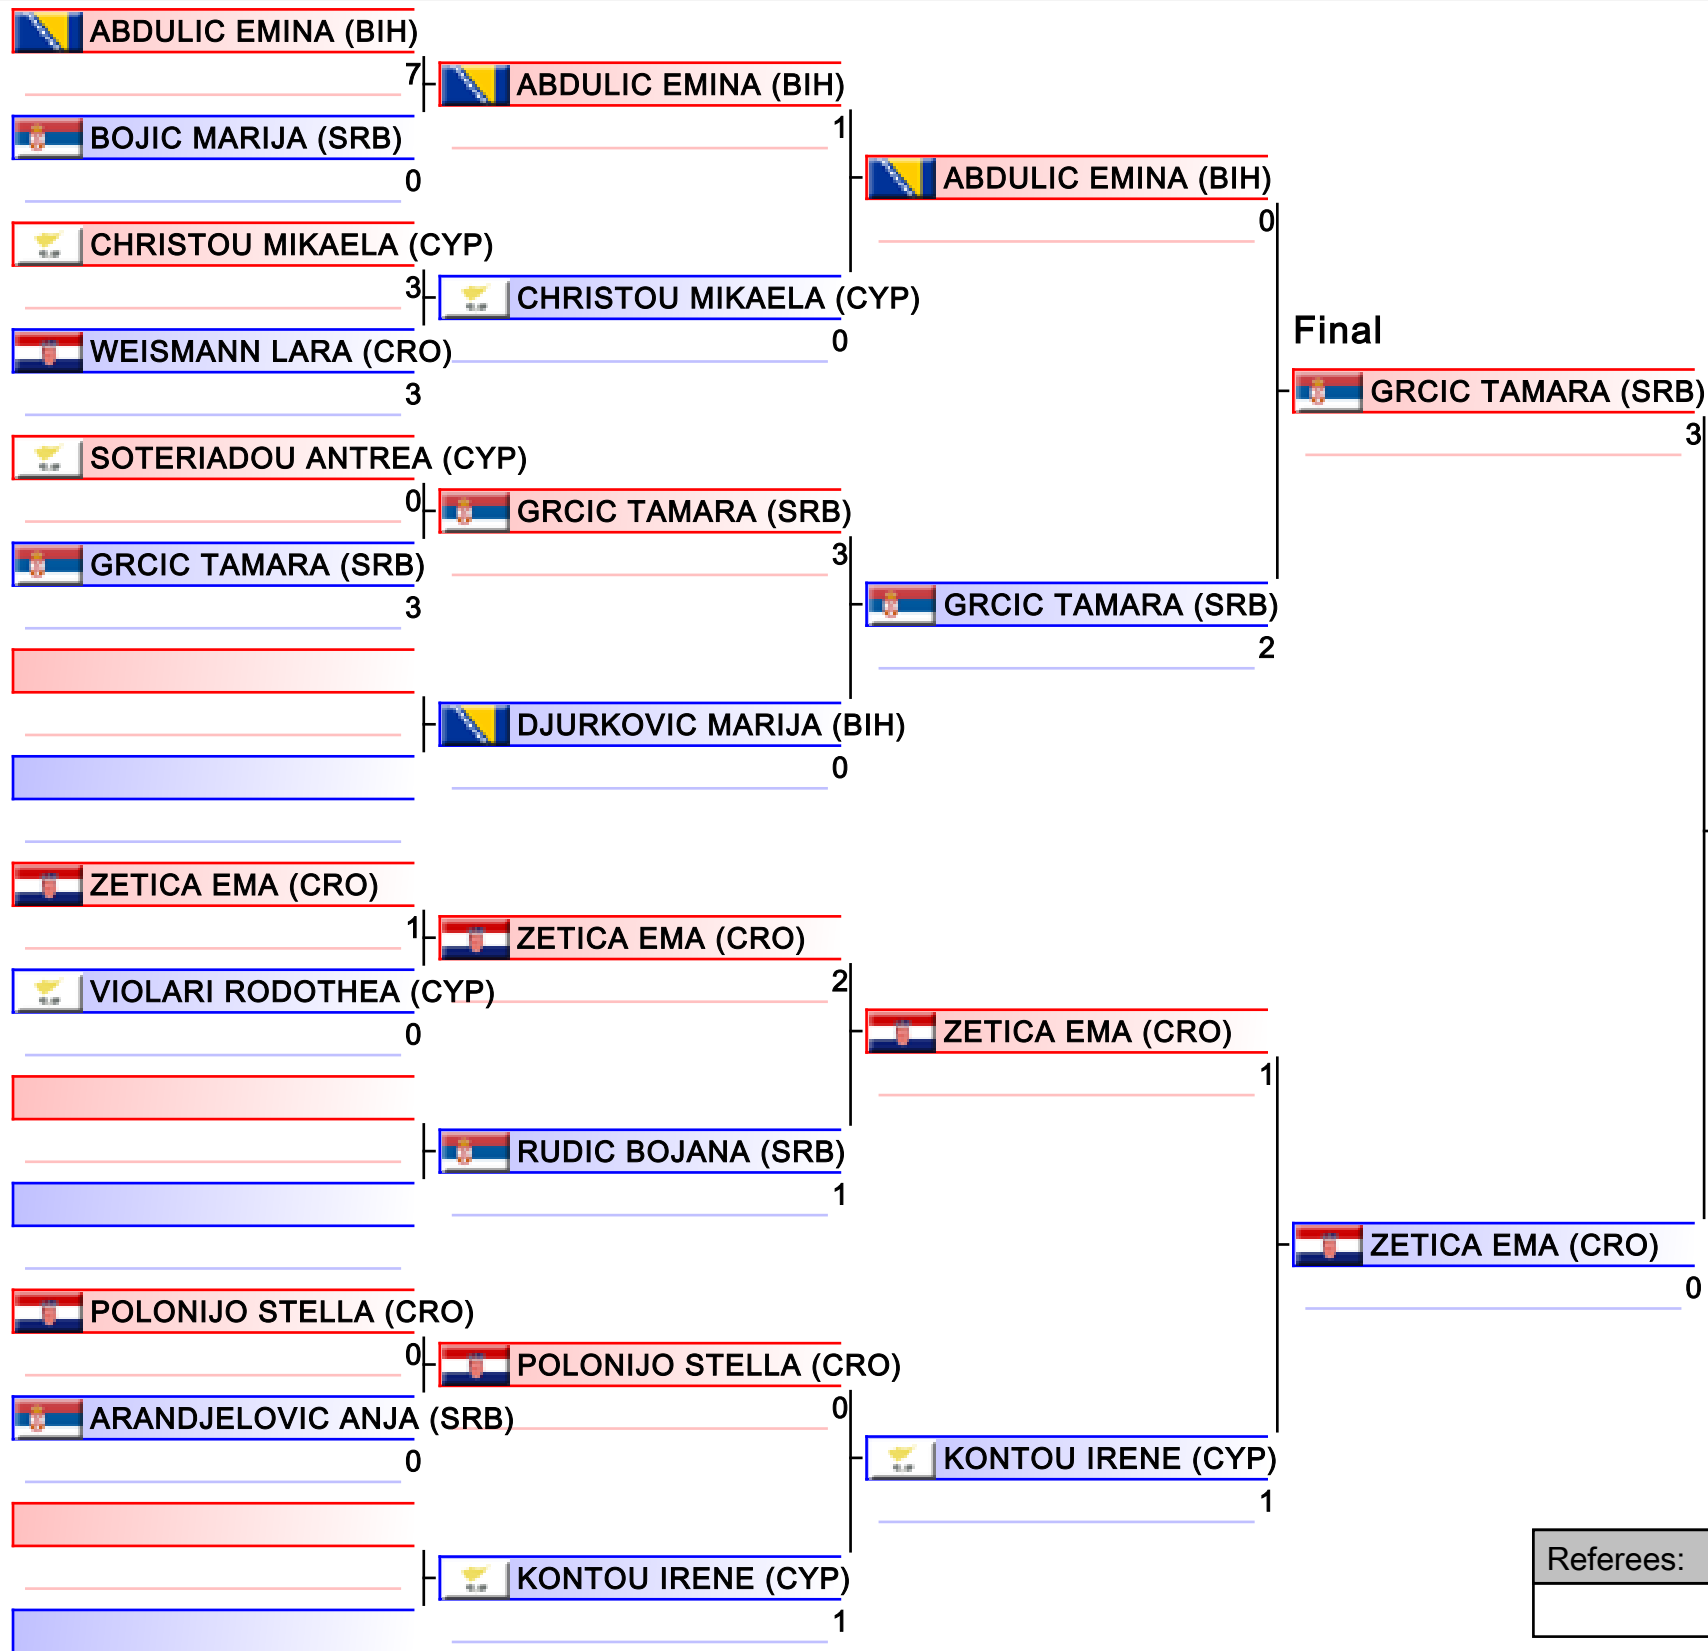 ABDULIC EMINA (BIH)
7
BOJIC MARIJA (SRB)
0
CHRISTOU MIKAELA (CYP)
3
WEISMANN LARA (CRO)
3
SOTERIADOU ANTREA (CYP)
0
GRCIC TAMARA (SRB)
3
ZETICA EMA (CRO)
1
VIOLARI RODOTHEA (CYP)
0
POLONIJO STELLA (CRO)
0
ARANDJELOVIC ANJA (SRB)
0
ABDULIC EMINA (BIH)
1
CHRISTOU MIKAELA (CYP)
0
GRCIC TAMARA (SRB)
3
DJURKOVIC MARIJA (BIH)
0
ZETICA EMA (CRO)
2
RUDIC BOJANA (SRB)
1
POLONIJO STELLA (CRO)
0
KONTOU IRENE (CYP)
1
ABDULIC EMINA (BIH)
0
GRCIC TAMARA (SRB)
2
ZETICA EMA (CRO)
1
KONTOU IRENE (CYP)
1
Final
GRCIC TAMARA (SRB)
3
ZETICA EMA (CRO)
0
Referees: